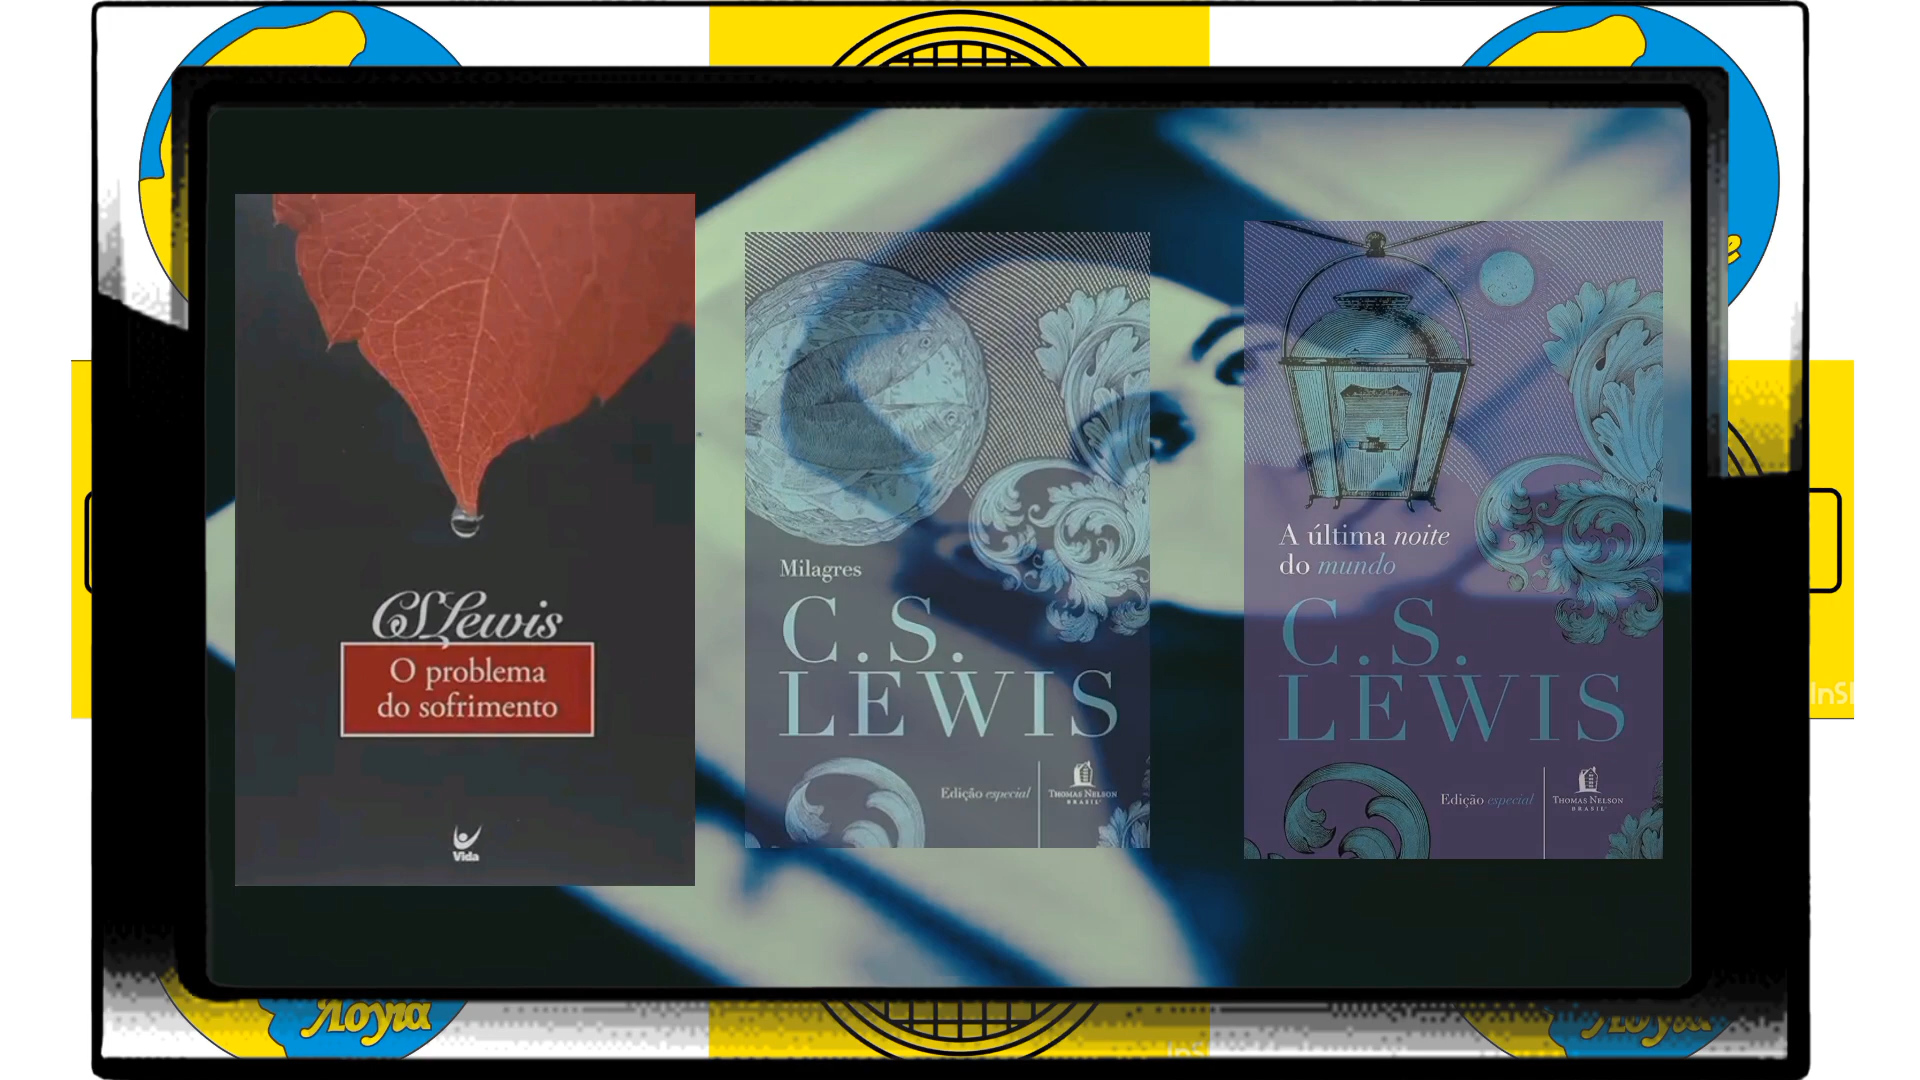 CSLewis
O problema
do sofrimento
Vida
Milagres
C.S.
LEWIS
Edição especial
THOMAS NELSON
BRASIL
A última noite
do mundo
C.S.
LEWIS
Edição especial
THOMAS NELSON
BRASIL
Λογια